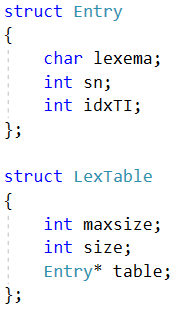 struct Entry
{
    char lexema;
    int sn;
    int idxTI;
};

struct LexTable
{
    int maxsize;
    int size;
    Entry* table;
};